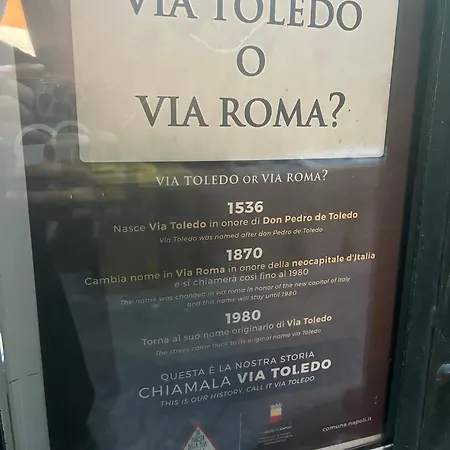 VIA TOLEDO
O
VIA ROMA?
VIA TOLEDO OR VIA ROMA?
1536
Nasce Via Toledo in onore di Don Pedro de Toledo
Via Toledo was named after don Pedro de Toledo
1870
Cambia nome in Via Roma in onore della neocapitale d'Italia
e si chiamerà così fino al 1980
The name was changed in via roma in honor of the new capital of Italy
and this name will stay until 1980
1980
Torna al suo nome originario di Via Toledo
The street came back to its original name via Toledo
QUESTA È LA NOSTRA STORIA
CHIAMALA VIA TOLEDO
THIS IS OUR HISTORY, CALL IT VIA TOLEDO
comune.napoli.it